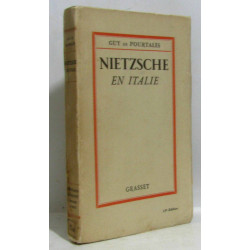 GUY DE POURTALÈS
NIETZSCHE
EN ITALIE
GRASSET